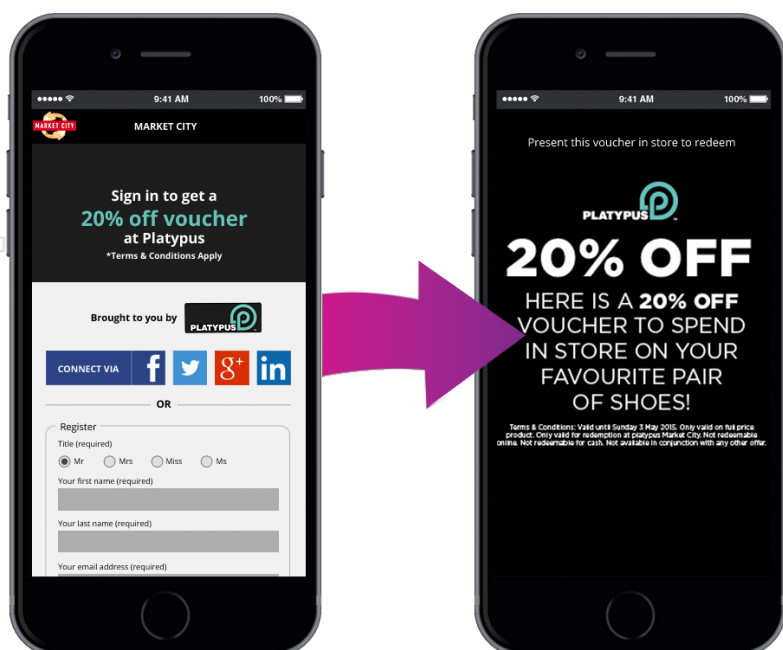 9:41 AM
100%
MARKET CITY
MARKET CITY
Sign in to get a
20% off voucher
at Platypus
*Terms & Conditions Apply
Brought to you by
PLATYPUS
CONNECT VIA
f
g+
in
OR
Register
Title (required)
Mr Mrs Miss Ms
Your first name (required)
Your last name (required)
Your email address (required)
9:41 AM
100%
Present this voucher in store to redeem
PLATYPUS
20% OFF
HERE IS A 20% OFF
VOUCHER TO SPEND
IN STORE ON YOUR
FAVOURITE PAIR
OF SHOES!
Terms & Conditions: Valid until Sunday 3 May 2015. Only valid on full price
product. Only valid for redemption at platypus Market City. Not redeemable
online. Not redeemable for cash. Not available in conjunction with any other offer.